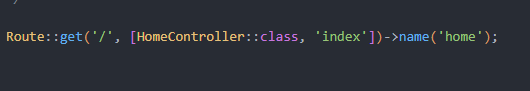 Route::get('/', [HomeController::class, 'index'])->name('home');